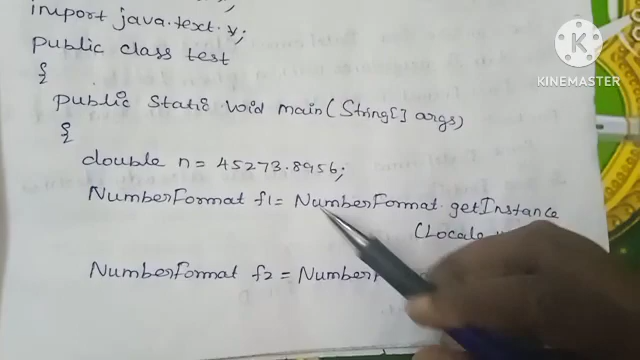 import java.text.*;
public class test
{
public static void main(String[] args)
{
double n = 45273.8956;
NumberFormat f1 = NumberFormat.getInstance
(Locale
NumberFormat f2 =
KINEMASTER